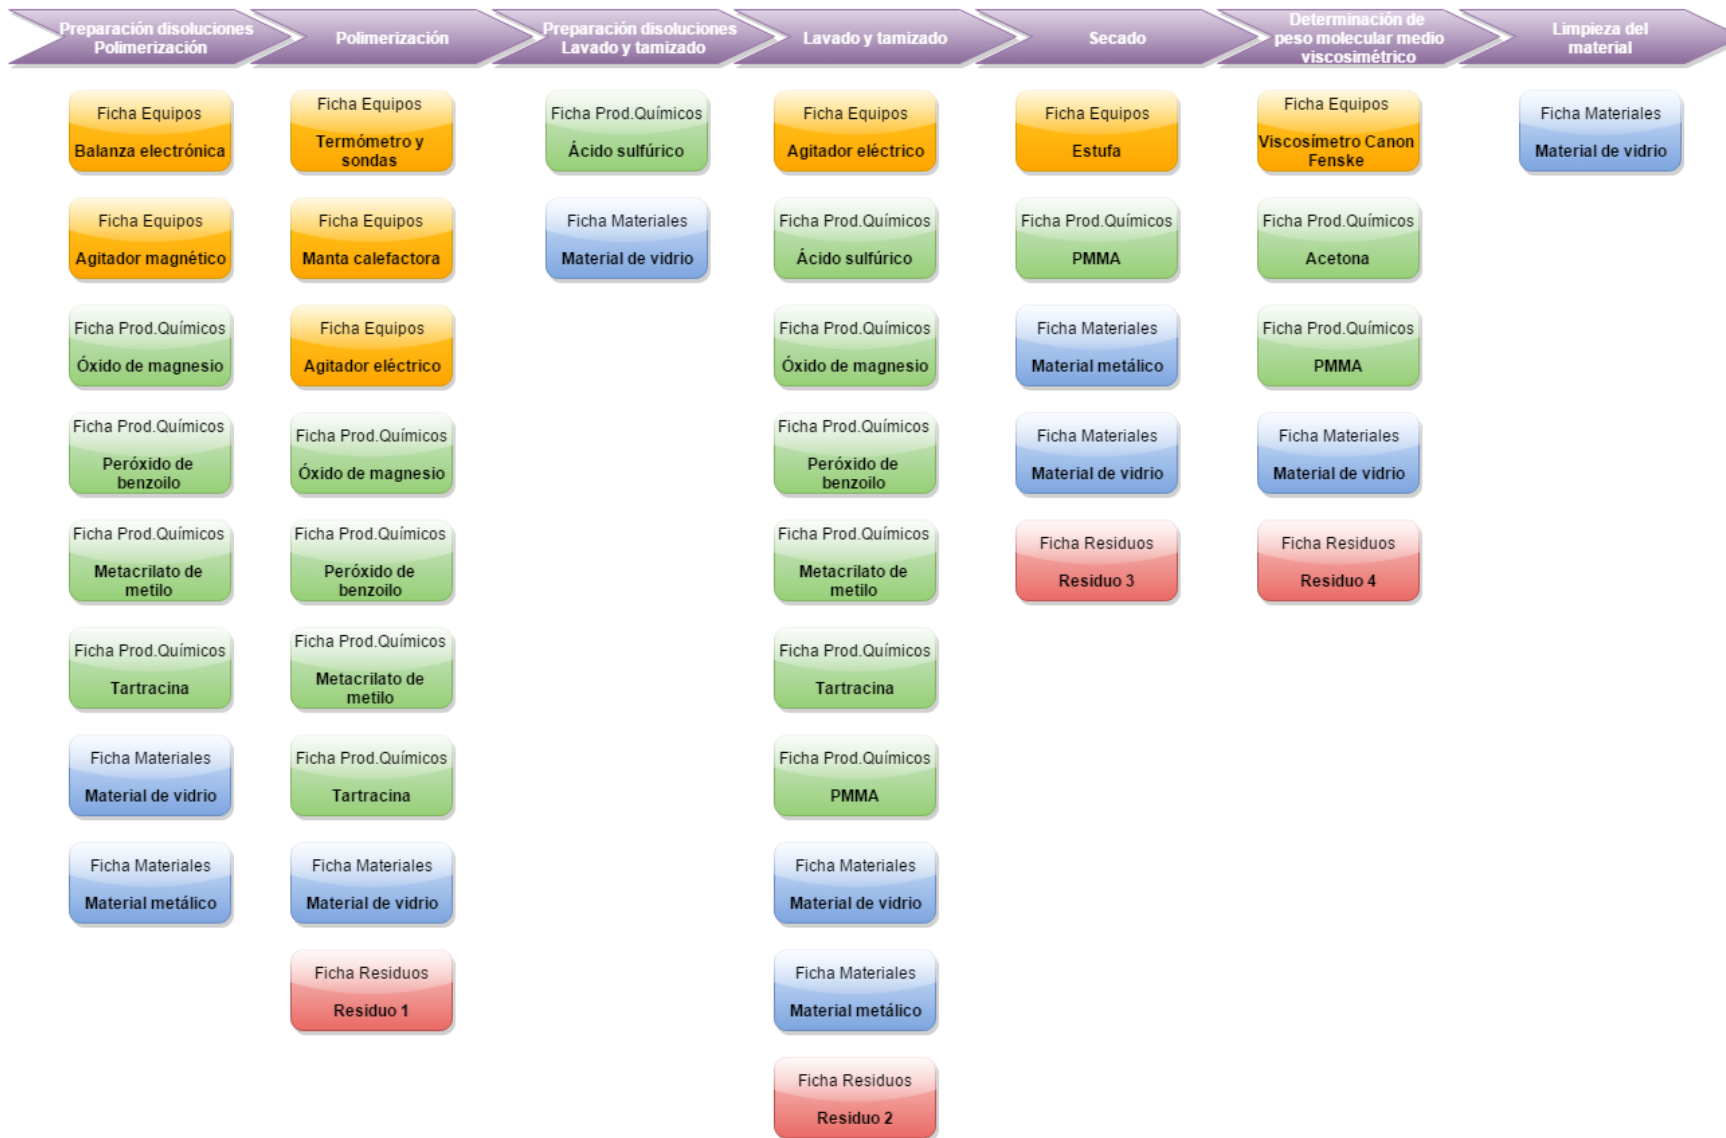 Preparación disoluciones
Polimerización
Polimerización
Preparación disoluciones
Lavado y tamizado
Lavado y tamizado
Secado
Determinación de
peso molecular medio
viscosimétrico
Limpieza del
material
Ficha Equipos
Balanza electrónica
Ficha Equipos
Agitador magnético
Ficha Prod.Químicos
Óxido de magnesio
Ficha Prod.Químicos
Peróxido de
benzoilo
Ficha Prod.Químicos
Metacrilato de
metilo
Ficha Prod.Químicos
Tartracina
Ficha Materiales
Material de vidrio
Ficha Materiales
Material metálico
Ficha Equipos
Termómetro y
sondas
Ficha Equipos
Manta calefactora
Ficha Equipos
Agitador eléctrico
Ficha Prod.Químicos
Óxido de magnesio
Ficha Prod.Químicos
Peróxido de
benzoilo
Ficha Prod.Químicos
Metacrilato de
metilo
Ficha Prod.Químicos
Tartracina
Ficha Materiales
Material de vidrio
Ficha Residuos
Residuo 1
Ficha Prod.Químicos
Ácido sulfúrico
Ficha Materiales
Material de vidrio
Ficha Equipos
Agitador eléctrico
Ficha Prod.Químicos
Ácido sulfúrico
Ficha Prod.Químicos
Óxido de magnesio
Ficha Prod.Químicos
Peróxido de
benzoilo
Ficha Prod.Químicos
Metacrilato de
metilo
Ficha Prod.Químicos
Tartracina
Ficha Prod.Químicos
PMMA
Ficha Materiales
Material de vidrio
Ficha Materiales
Material metálico
Ficha Residuos
Residuo 2
Ficha Equipos
Estufa
Ficha Prod.Químicos
PMMA
Ficha Materiales
Material metálico
Ficha Materiales
Material de vidrio
Ficha Residuos
Residuo 3
Ficha Equipos
Viscosímetro Canon
Fenske
Ficha Prod.Químicos
Acetona
Ficha Prod.Químicos
PMMA
Ficha Materiales
Material de vidrio
Ficha Residuos
Residuo 4
Ficha Materiales
Material de vidrio